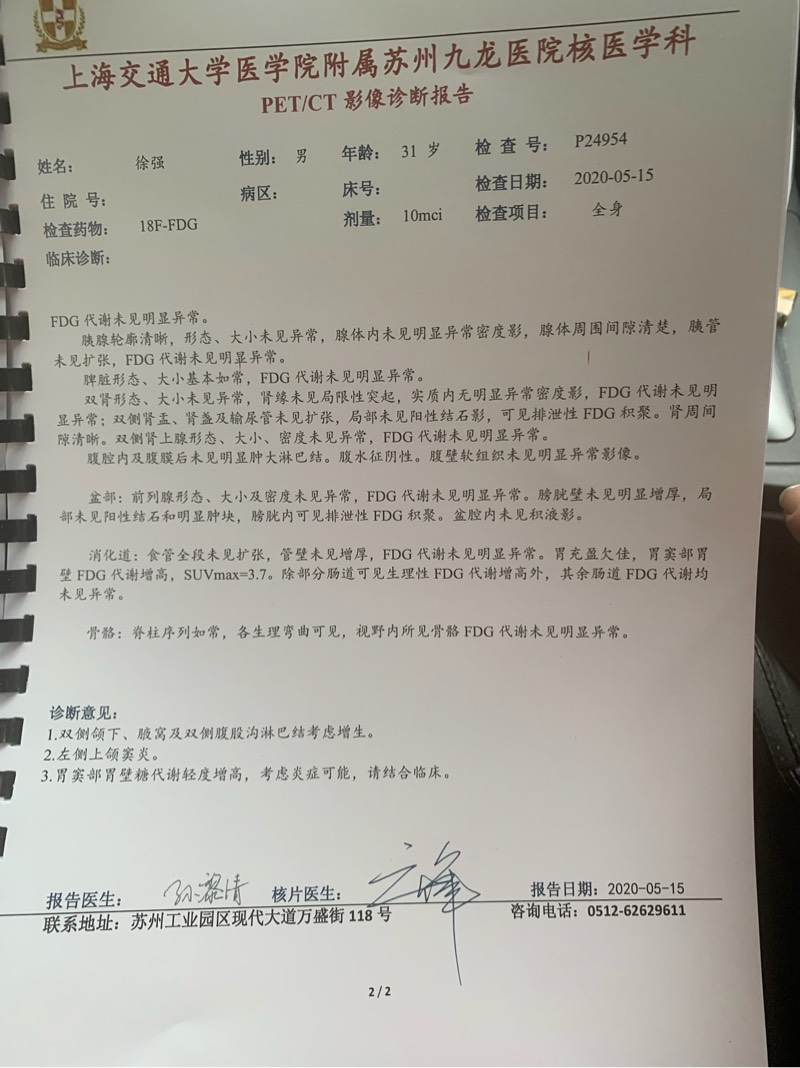 上海交通大学医学院附属苏州九龙医院核医学科
PET/CT 影像诊断报告
姓名： 徐强 性别： 男 年龄： 31 岁 检 查 号： P24954
住 院 号： 病区： 床号： 检查日期： 2020-05-15
检查药物： 18F-FDG 剂量： 10mci 检查项目： 全身
临床诊断：
FDG 代谢未见明显异常。
胰腺轮廓清晰，形态、大小未见异常，腺体内未见明显异常密度影，腺体周围间隙清楚，胰管
未见扩张，FDG 代谢未见明显异常。
脾脏形态、大小基本如常，FDG 代谢未见明显异常。
双肾形态、大小未见异常，肾缘未见局限性突起，实质内无明显异常密度影，FDG 代谢未见明
显异常；双侧肾盂、肾盏及输尿管未见扩张，局部未见阳性结石影，可见排泄性 FDG 积聚。肾周间
隙清晰。双侧肾上腺形态、大小、密度未见异常，FDG 代谢未见明显异常。
腹腔内及腹膜后未见明显肿大淋巴结。腹水征阴性。腹壁软组织未见明显异常影像。
盆部：前列腺形态、大小及密度未见异常，FDG 代谢未见明显异常。膀胱壁未见明显增厚，局
部未见阳性结石和明显肿块，膀胱内可见排泄性 FDG 积聚。盆腔内未见积液影。
消化道：食管全段未见扩张，管壁未见增厚，FDG 代谢未见明显异常。胃充盈欠佳，胃窦部胃
壁 FDG 代谢增高，SUVmax=3.7。除部分肠道可见生理性 FDG 代谢增高外，其余肠道 FDG 代谢均
未见异常。
骨骼：脊柱序列如常，各生理弯曲可见，视野内所见骨骼 FDG 代谢未见明显异常。
诊断意见：
1.双侧颌下、腋窝及双侧腹股沟淋巴结考虑增生。
2.左侧上颌窦炎。
3.胃窦部胃壁糖代谢轻度增高，考虑炎症可能，请结合临床。
报告医生： 核片医生： 报告日期：2020-05-15
联系地址：苏州工业园区现代大道万盛街 118 号 咨询电话：0512-62629611
2 / 2